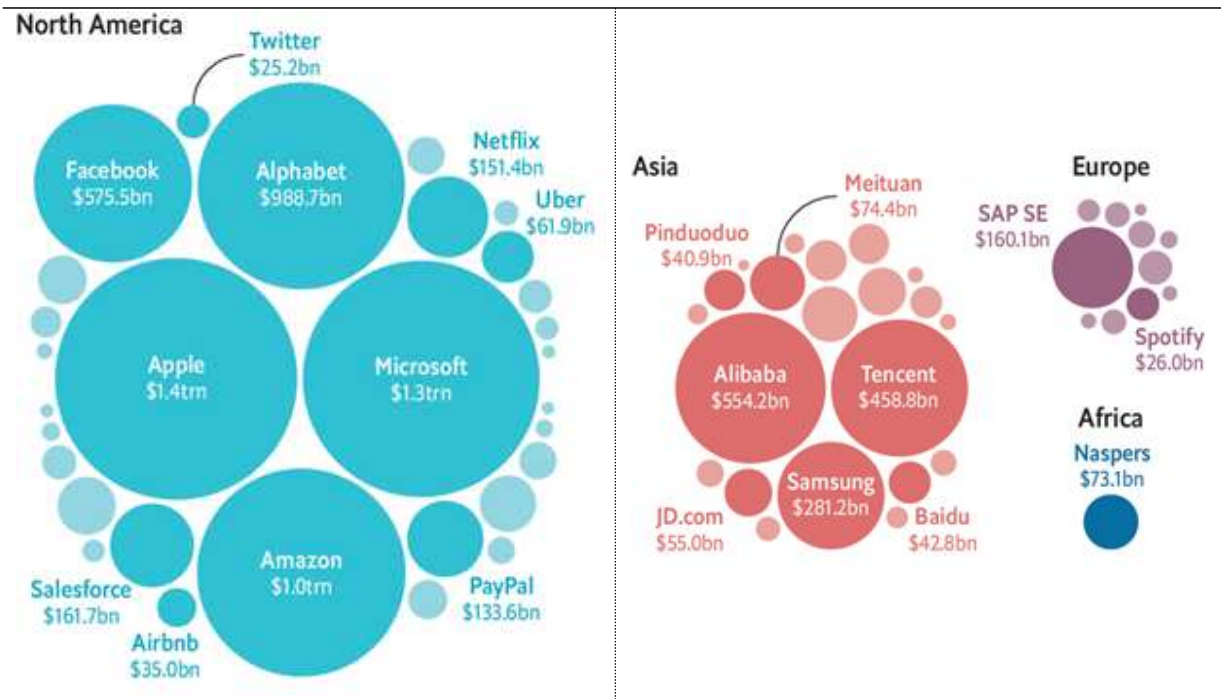 North America
Twitter
$25.2bn
Facebook
$575.5bn
Alphabet
$988.7bn
Netflix
$151.4bn
Uber
$61.9bn
Apple
$1.4trn
Microsoft
$1.3trn
Amazon
$1.0trn
Salesforce
$161.7bn
Airbnb
$35.0bn
PayPal
$133.6bn
Asia
Meituan
$74.4bn
Pinduoduo
$40.9bn
Alibaba
$554.2bn
Tencent
$458.8bn
Samsung
$281.2bn
JD.com
$55.0bn
Baidu
$42.8bn
Europe
SAP SE
$160.1bn
Spotify
$26.0bn
Africa
Naspers
$73.1bn